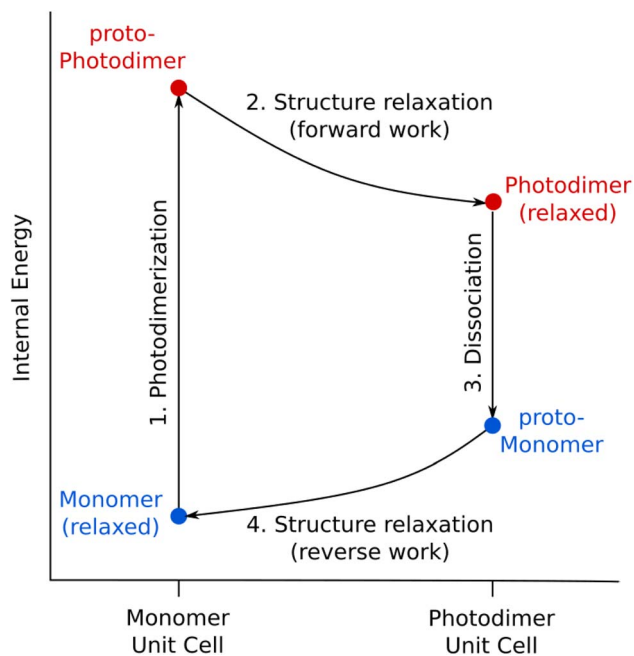 proto-
Photodimer
2. Structure relaxation
(forward work)
Photodimer
(relaxed)
Internal Energy
1. Photodimerization
3. Dissociation
proto-
Monomer
Monomer
(relaxed)
4. Structure relaxation
(reverse work)
Monomer
Unit Cell
Photodimer
Unit Cell